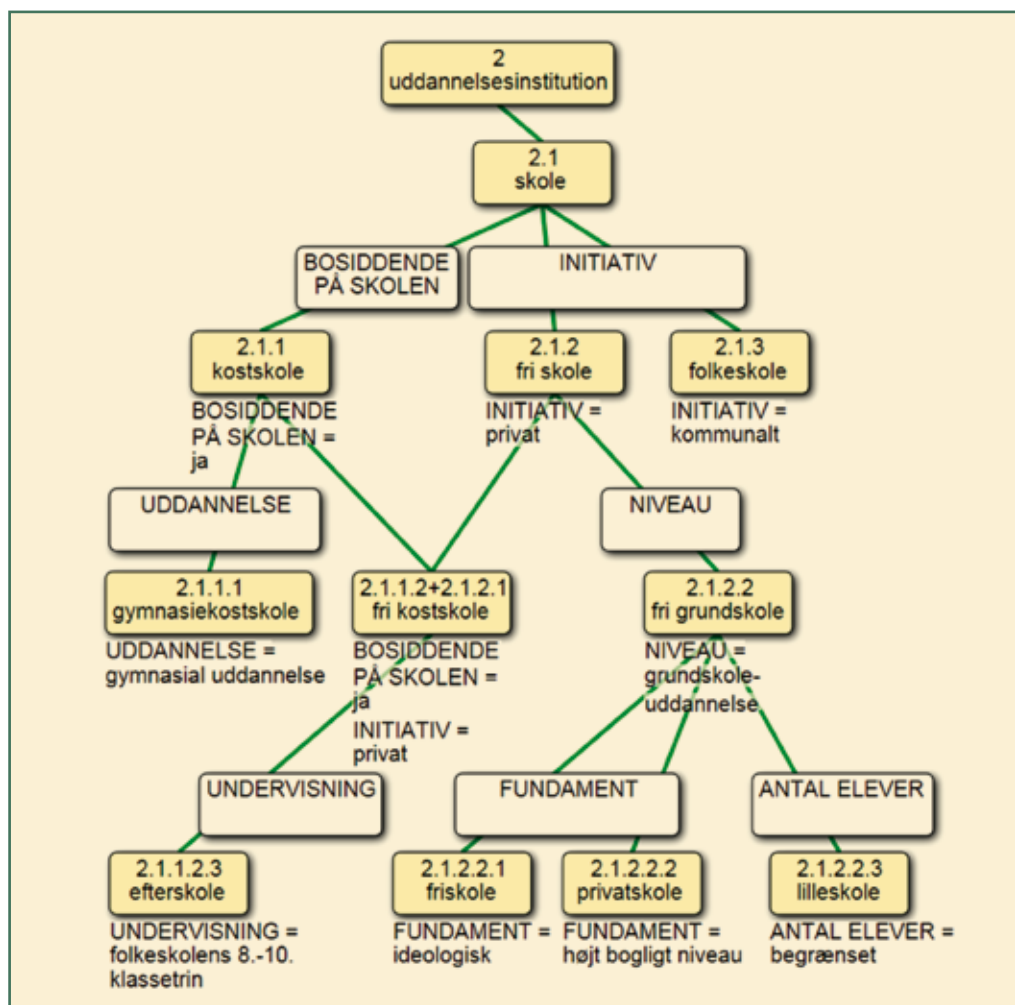 2
uddannelsesinstitution
2.1
skole
BOSIDDENDE
PÅ SKOLEN
INITIATIV
2.1.1
kostskole
BOSIDDENDE
PÅ SKOLEN =
ja
2.1.2
fri skole
INITIATIV =
privat
2.1.3
folkeskole
INITIATIV =
kommunalt
UDDANNELSE
NIVEAU
2.1.1.1
gymnasiekostskole
UDDANNELSE =
gymnasial uddannelse
2.1.1.2+2.1.2.1
fri kostskole
BOSIDDENDE
PÅ SKOLEN =
ja
INITIATIV =
privat
2.1.2.2
fri grundskole
NIVEAU =
grundskole-
uddannelse
UNDERVISNING
FUNDAMENT
ANTAL ELEVER
2.1.1.2.3
efterskole
UNDERVISNING =
folkeskolens 8.-10.
klassetrin
2.1.2.2.1
friskole
FUNDAMENT =
ideologisk
2.1.2.2.2
privatskole
FUNDAMENT =
højt bogligt niveau
2.1.2.2.3
lilleskole
ANTAL ELEVER =
begrænset